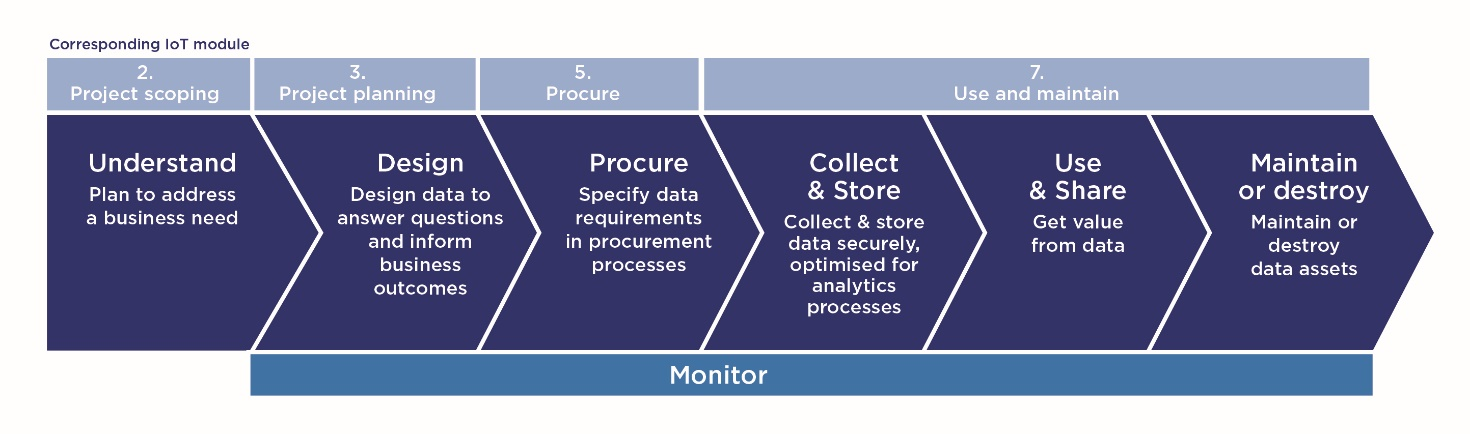 Corresponding IoT module
2.
Project scoping
3.
Project planning
5.
Procure
7.
Use and maintain
Understand
Plan to address
a business need
Design
Design data to
answer questions
and inform
business
outcomes
Procure
Specify data
requirements
in procurement
processes
Collect
& Store
Collect & store
data securely,
optimised for
analytics
processes
Use
& Share
Get value
from data
Maintain
or destroy
Maintain or
destroy
data assets
Monitor